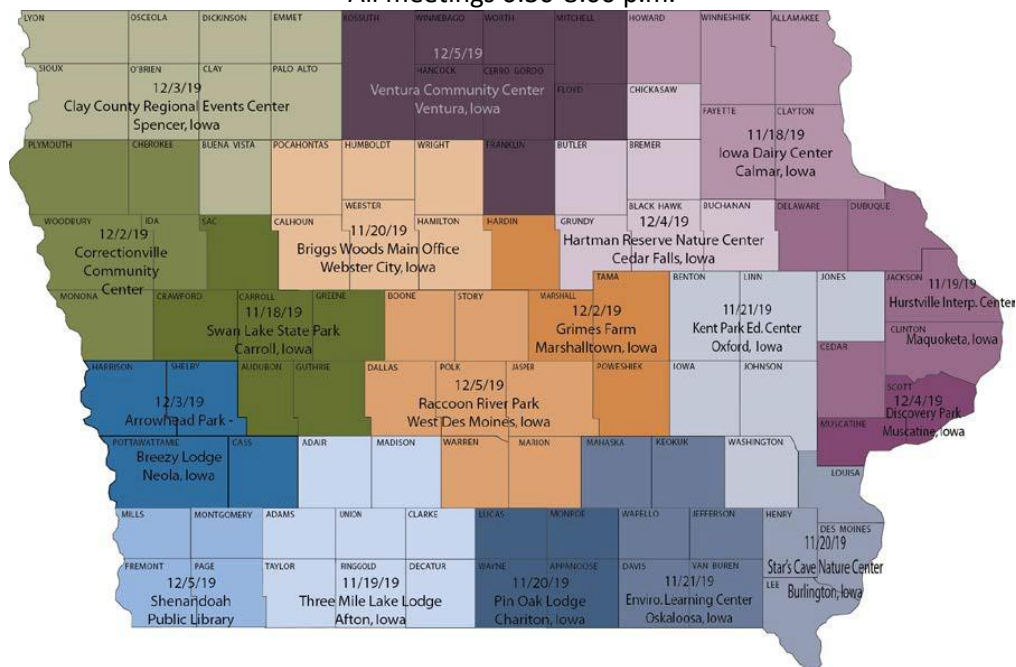 All meetings 6:30-8:00 p.m.
LYON
OSCEOLA
DICKINSON
EMMET
KOSSUTH
WINNEBAGO
WORTH
MITCHELL
HOWARD
WINNESHIEK
ALLAMAKEE
SIOUX
O'BRIEN
CLAY
PALO ALTO
12/3/19
Clay County Regional Events Center
Spencer, Iowa
12/5/19
HANCOCK
CERRO GORDO
Ventura Community Center
Ventura, Iowa
FLOYD
CHICKASAW
FAYETTE
CLAYTON
11/18/19
Iowa Dairy Center
Calmar, Iowa
PLYMOUTH
CHEROKEE
BUENA VISTA
POCAHONTAS
HUMBOLDT
WRIGHT
FRANKLIN
BUTLER
BREMER
WOODBURY
IDA
SAC
12/2/19
Correctionville
Community
Center
CALHOUN
WEBSTER
HAMILTON
HARDIN
11/20/19
Briggs Woods Main Office
Webster City, Iowa
GRUNDY
BLACK HAWK
BUCHANAN
DELAWARE
DUBUQUE
12/4/19
Hartman Reserve Nature Center
Cedar Falls, Iowa
MONONA
CRAWFORD
CARROLL
GREENE
11/18/19
Swan Lake State Park
Carroll, Iowa
BOONE
STORY
MARSHALL
TAMA
12/2/19
Grimes Farm
Marshalltown, Iowa
BENTON
LINN
JONES
11/21/19
Kent Park Ed. Center
Oxford, Iowa
JACKSON
11/19/19
Hurstville Interp. Center
CLINTON
Maquoketa, Iowa
HARRISON
SHELBY
AUDUBON
GUTHRIE
12/3/19
Arrowhead Park -
DALLAS
POLK
JASPER
12/5/19
Raccoon River Park
West Des Moines, Iowa
POWESHIEK
IOWA
JOHNSON
CEDAR
SCOTT
12/4/19
Discovery Park
Muscatine, Iowa
MUSCATINE
POTTAWATTAMIE
CASS
Breezy Lodge
Neola, Iowa
ADAIR
MADISON
WARREN
MARION
MAHASKA
KEOKUK
WASHINGTON
LOUISA
MILLS
MONTGOMERY
ADAMS
UNION
CLARKE
LUCAS
MONROE
WAPELLO
JEFFERSON
HENRY
DES MOINES
11/20/19
Star's Cave Nature Center
Burlington, Iowa
LEE
FREMONT
PAGE
12/5/19
Shenandoah
Public Library
TAYLOR
RINGGOLD
DECATUR
11/19/19
Three Mile Lake Lodge
Afton, Iowa
WAYNE
APPANOOSE
11/20/19
Pin Oak Lodge
Chariton, Iowa
DAVIS
VAN BUREN
11/21/19
Enviro. Learning Center
Oskaloosa, Iowa